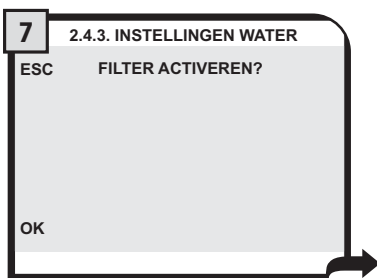 7
2.4.3. INSTELLINGEN WATER
ESC FILTER ACTIVEREN?
OK